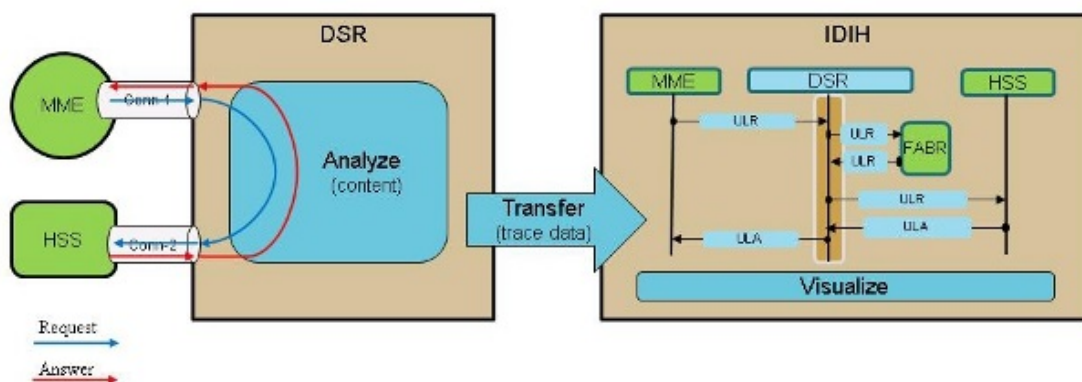 DSR
MME
Conn-1
Analyze
(content)
HSS
Conn-2
Request
Answer
Transfer
(trace data)
IDIH
MME
DSR
HSS
ULR
ULR
FABR
ULR
ULR
ULA
ULA
Visualize